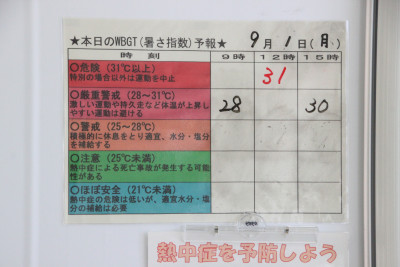 ★本日のWBGT(暑さ指数)予報★ 9月1日(月)
時刻 9時 12時 15時
○危険(31℃以上)
特別の場合以外は運動を中止
31
○厳重警戒(28~31℃)
激しい運動や持久走など体温が上昇し
やすい運動は避ける
28 30
○警戒(25~28℃)
積極的に休息をとり適宜、水分・塩分
を補給する
○注意(25℃未満)
熱中症による死亡事故が発生する可能
性がある
○ほぼ安全(21℃未満)
熱中症の危険は低いが、適宜水分・塩
分の補給は必要
熱中症を予防しよう